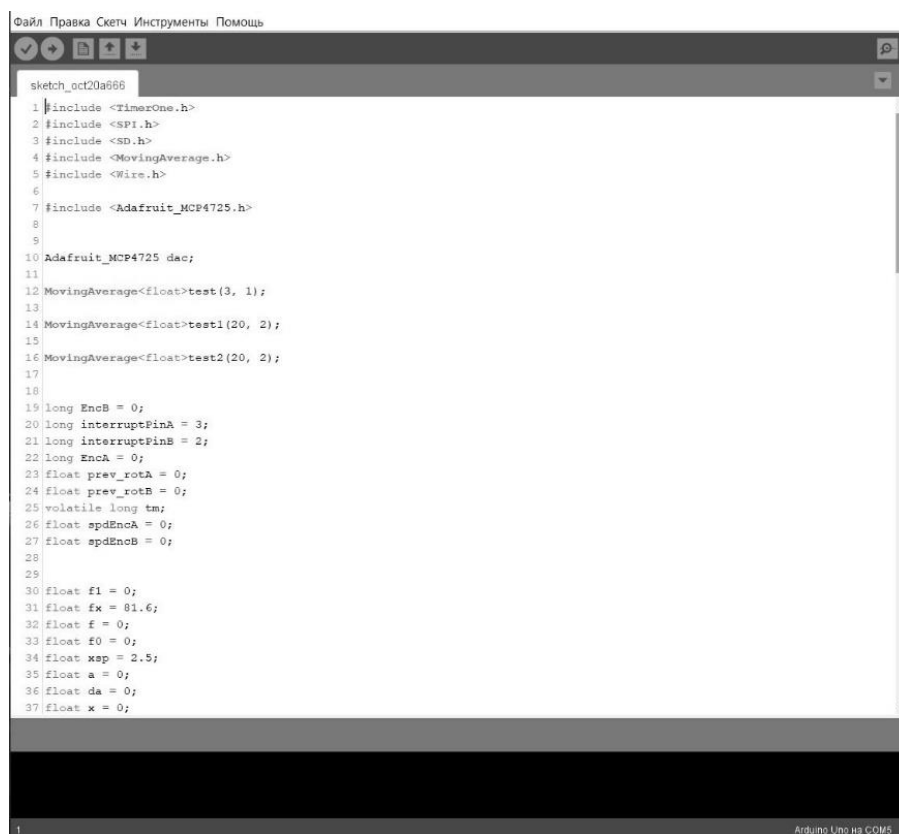 Файл Правка Скетч Инструменты Помощь
sketch_oct20a666
1 #include <TimerOne.h>
2 #include <SPI.h>
3 #include <SD.h>
4 #include <MovingAverage.h>
5 #include <Wire.h>
6
7 #include <Adafruit_MCP4725.h>
8
9
10 Adafruit_MCP4725 dac;
11
12 MovingAverage<float>test(3, 1);
13
14 MovingAverage<float>test1(20, 2);
15
16 MovingAverage<float>test2(20, 2);
17
18
19 long EncB = 0;
20 long interruptPinA = 3;
21 long interruptPinB = 2;
22 long EncA = 0;
23 float prev_rotA = 0;
24 float prev_rotB = 0;
25 volatile long tm;
26 float spdEncA = 0;
27 float spdEncB = 0;
28
29
30 float f1 = 0;
31 float fx = 81.6;
32 float f = 0;
33 float f0 = 0;
34 float xsp = 2.5;
35 float a = 0;
36 float da = 0;
37 float x = 0;
1 Arduino Uno на COM5